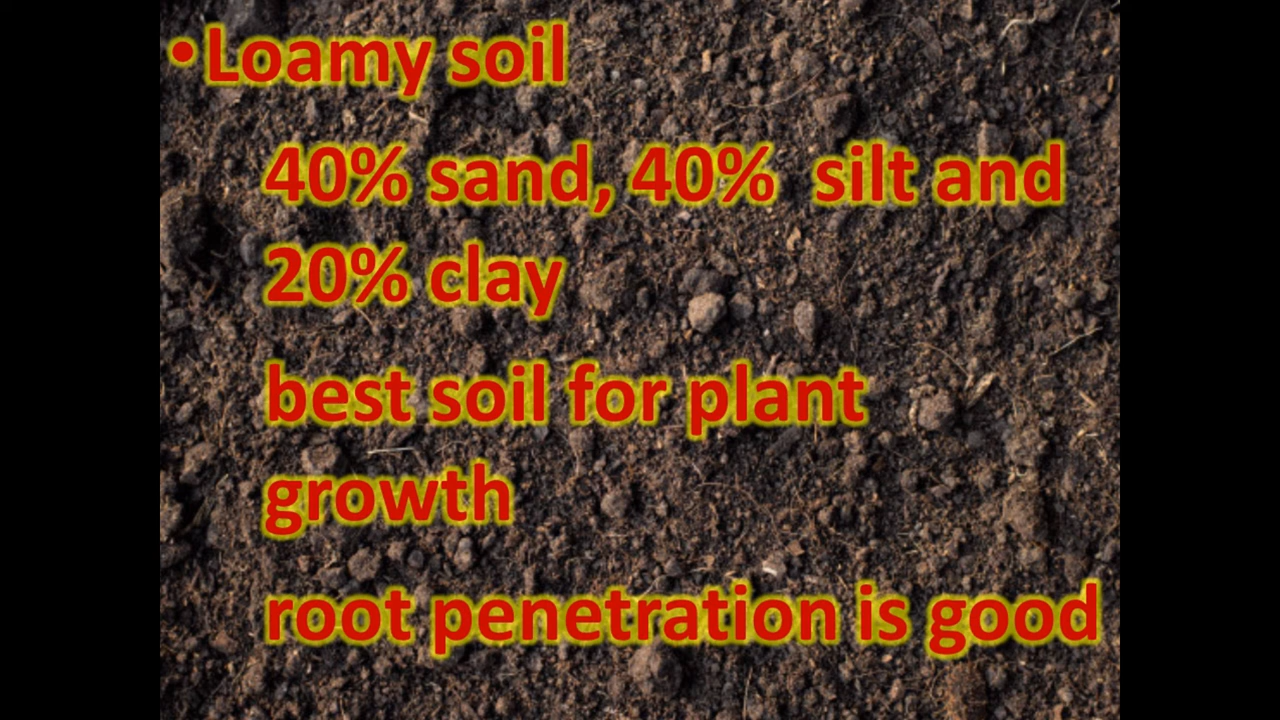 •Loamy soil
40% sand, 40% silt and
20% clay
best soil for plant
growth
root penetration is good